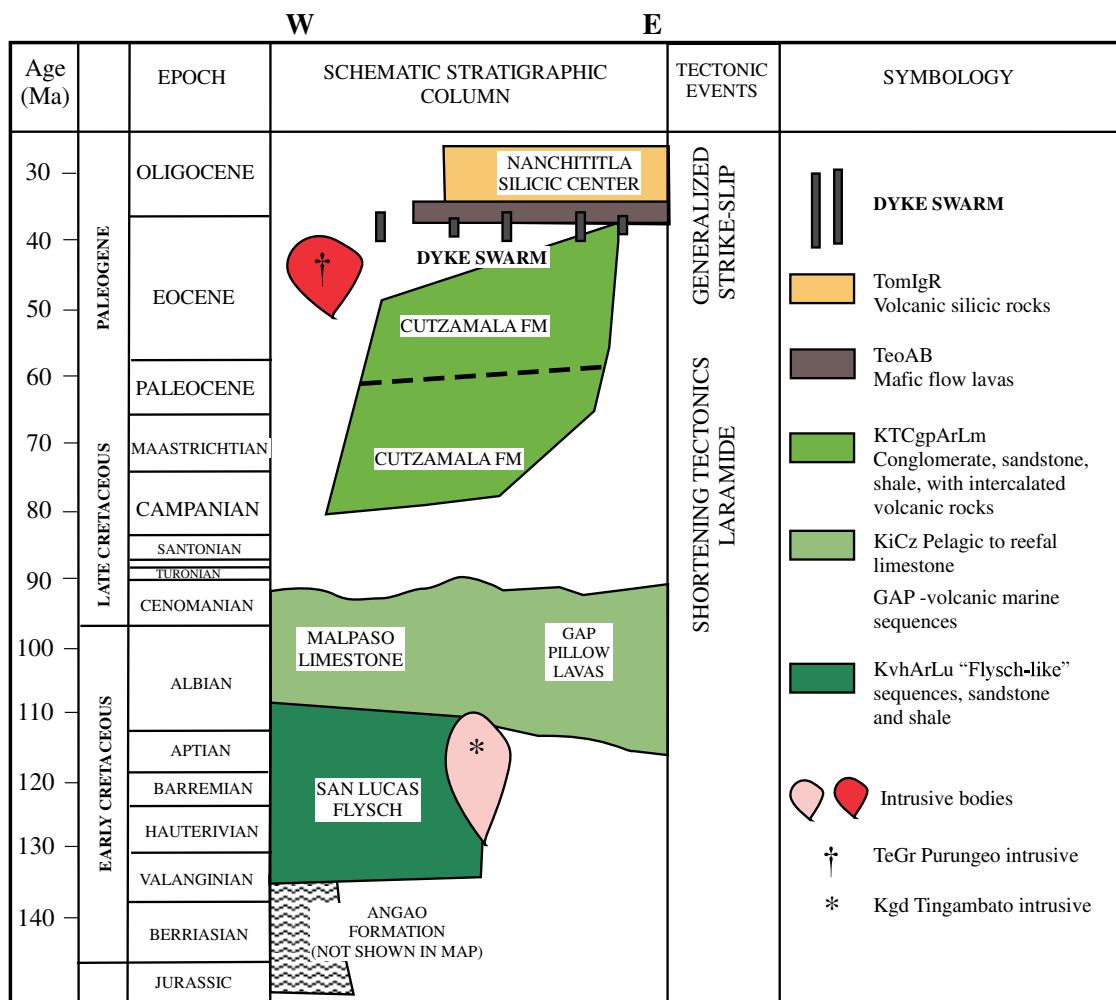 W E
Age
(Ma)
EPOCH
SCHEMATIC STRATIGRAPHIC
COLUMN
TECTONIC
EVENTS
SYMBOLOGY
30
40
50
60
70
80
90
100
110
120
130
140
PALEOGENE
LATE CRETACEOUS
EARLY CRETACEOUS
OLIGOCENE
EOCENE
PALEOCENE
MAASTRICHTIAN
CAMPANIAN
SANTONIAN
TURONIAN
CENOMANIAN
ALBIAN
APTIAN
BARREMIAN
HAUTERIVIAN
VALANGINIAN
BERRIASIAN
JURASSIC
NANCHITITLA
SILICIC CENTER
DYKE SWARM
†
CUTZAMALA FM
CUTZAMALA FM
MALPASO
LIMESTONE
GAP
PILLOW
LAVAS
*
SAN LUCAS
FLYSCH
ANGAO
FORMATION
(NOT SHOWN IN MAP)
GENERALIZED
STRIKE-SLIP
SHORTENING TECTONICS
LARAMIDE
DYKE SWARM
TomIgR
Volcanic silicic rocks
TeoAB
Mafic flow lavas
KTCgpArLm
Conglomerate, sandstone,
shale, with intercalated
volcanic rocks
KiCz Pelagic to reefal
limestone
GAP -volcanic marine
sequences
KvhArLu “Flysch-like”
sequences, sandstone
and shale
Intrusive bodies
† TeGr Purungeo intrusive
* Kgd Tingambato intrusive